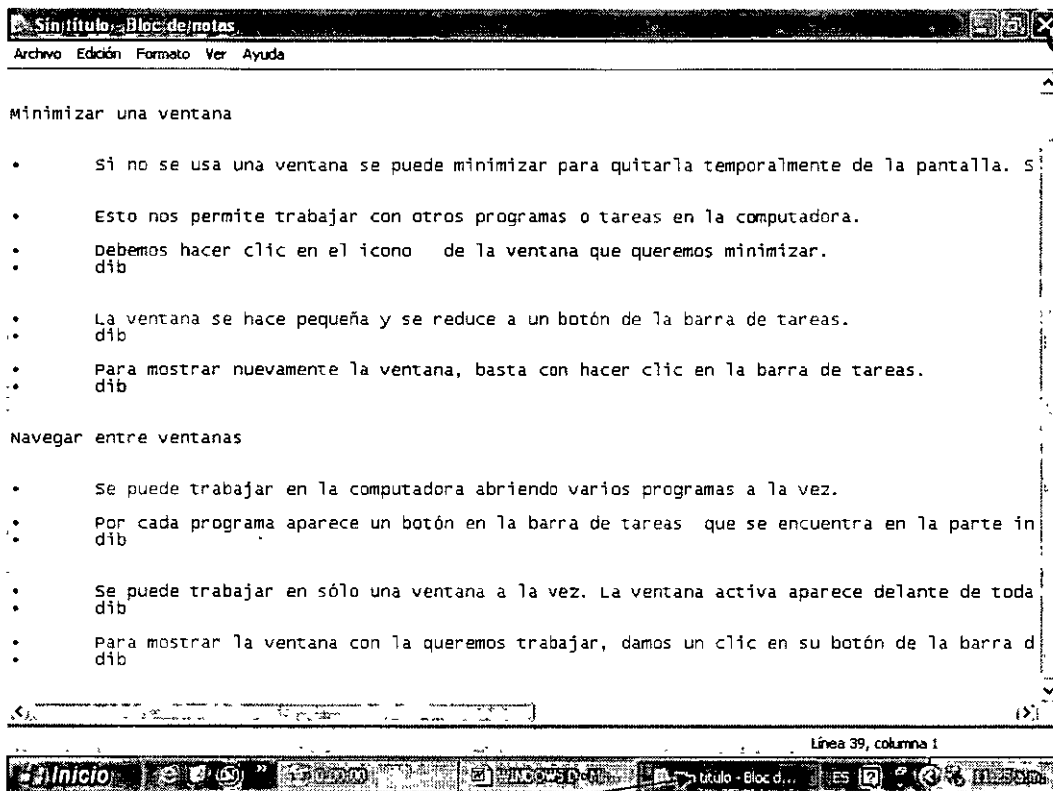 Sin título - Bloc de notas
Archivo Edición Formato Ver Ayuda
Minimizar una ventana
• Si no se usa una ventana se puede minimizar para quitarla temporalmente de la pantalla. S
• Esto nos permite trabajar con otros programas o tareas en la computadora.
• Debemos hacer clic en el icono de la ventana que queremos minimizar.
• dib
• La ventana se hace pequeña y se reduce a un botón de la barra de tareas.
• dib
• Para mostrar nuevamente la ventana, basta con hacer clic en la barra de tareas.
• dib
Navegar entre ventanas
• Se puede trabajar en la computadora abriendo varios programas a la vez.
• Por cada programa aparece un botón en la barra de tareas que se encuentra en la parte in
• dib
• Se puede trabajar en sólo una ventana a la vez. La ventana activa aparece delante de toda
• dib
• Para mostrar la ventana con la queremos trabajar, damos un clic en su botón de la barra d
• dib
Línea 39, columna 1
Inicio » Sin título - Bloc d... ES